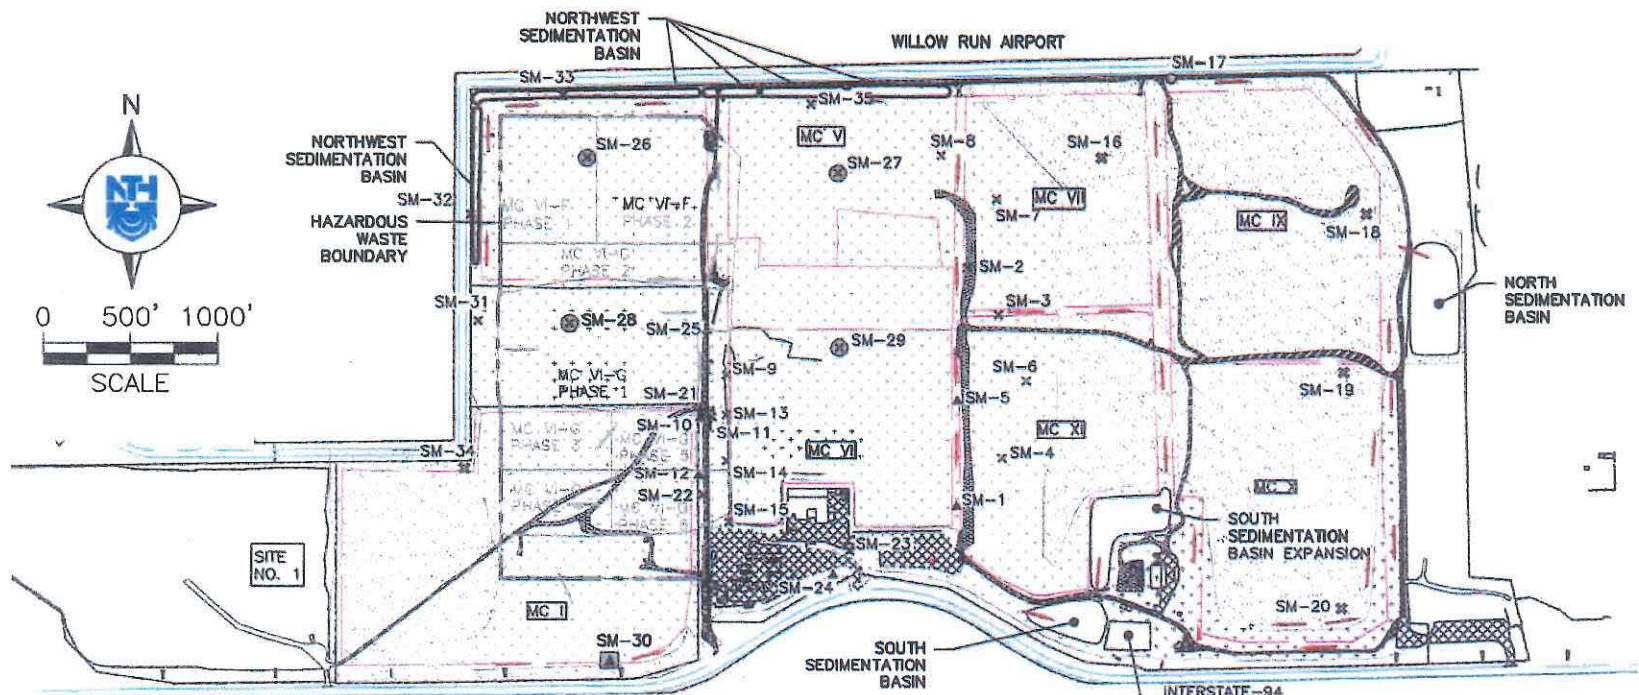 NORTHWEST
SEDIMENTATION
BASIN
WILLOW RUN AIRPORT
SM-17
SM-33
SM-35
N
MC V
SM-8
SM-16
NORTHWEST
SEDIMENTATION
BASIN
SM-26
SM-27
NTH
SM-32
MC VI-F
PHASE 1
MC VI-F
PHASE 2
SM-7
MC VII
MC IX
SM-18
HAZARDOUS
WASTE
BOUNDARY
MC VI-G
PHASE 2
SM-2
SM-31
SM-3
NORTH
SEDIMENTATION
BASIN
0 500' 1000'
SCALE
SM-28
SM-25
SM-29
SM-9
SM-6
SM-19
MC VI-G
PHASE 1
SM-21
SM-5
SM-13
SM-10
SM-11
MC VI-G
PHASE 3
MC XI
SM-34
MC VI
SM-4
SM-12
SM-14
SM-22
MC X
SM-15
SM-1
SOUTH
SEDIMENTATION
BASIN EXPANSION
SITE
NO. 1
SM-23
SM-24
MC I
SM-20
SM-30
SOUTH
SEDIMENTATION
BASIN
INTERSTATE-94